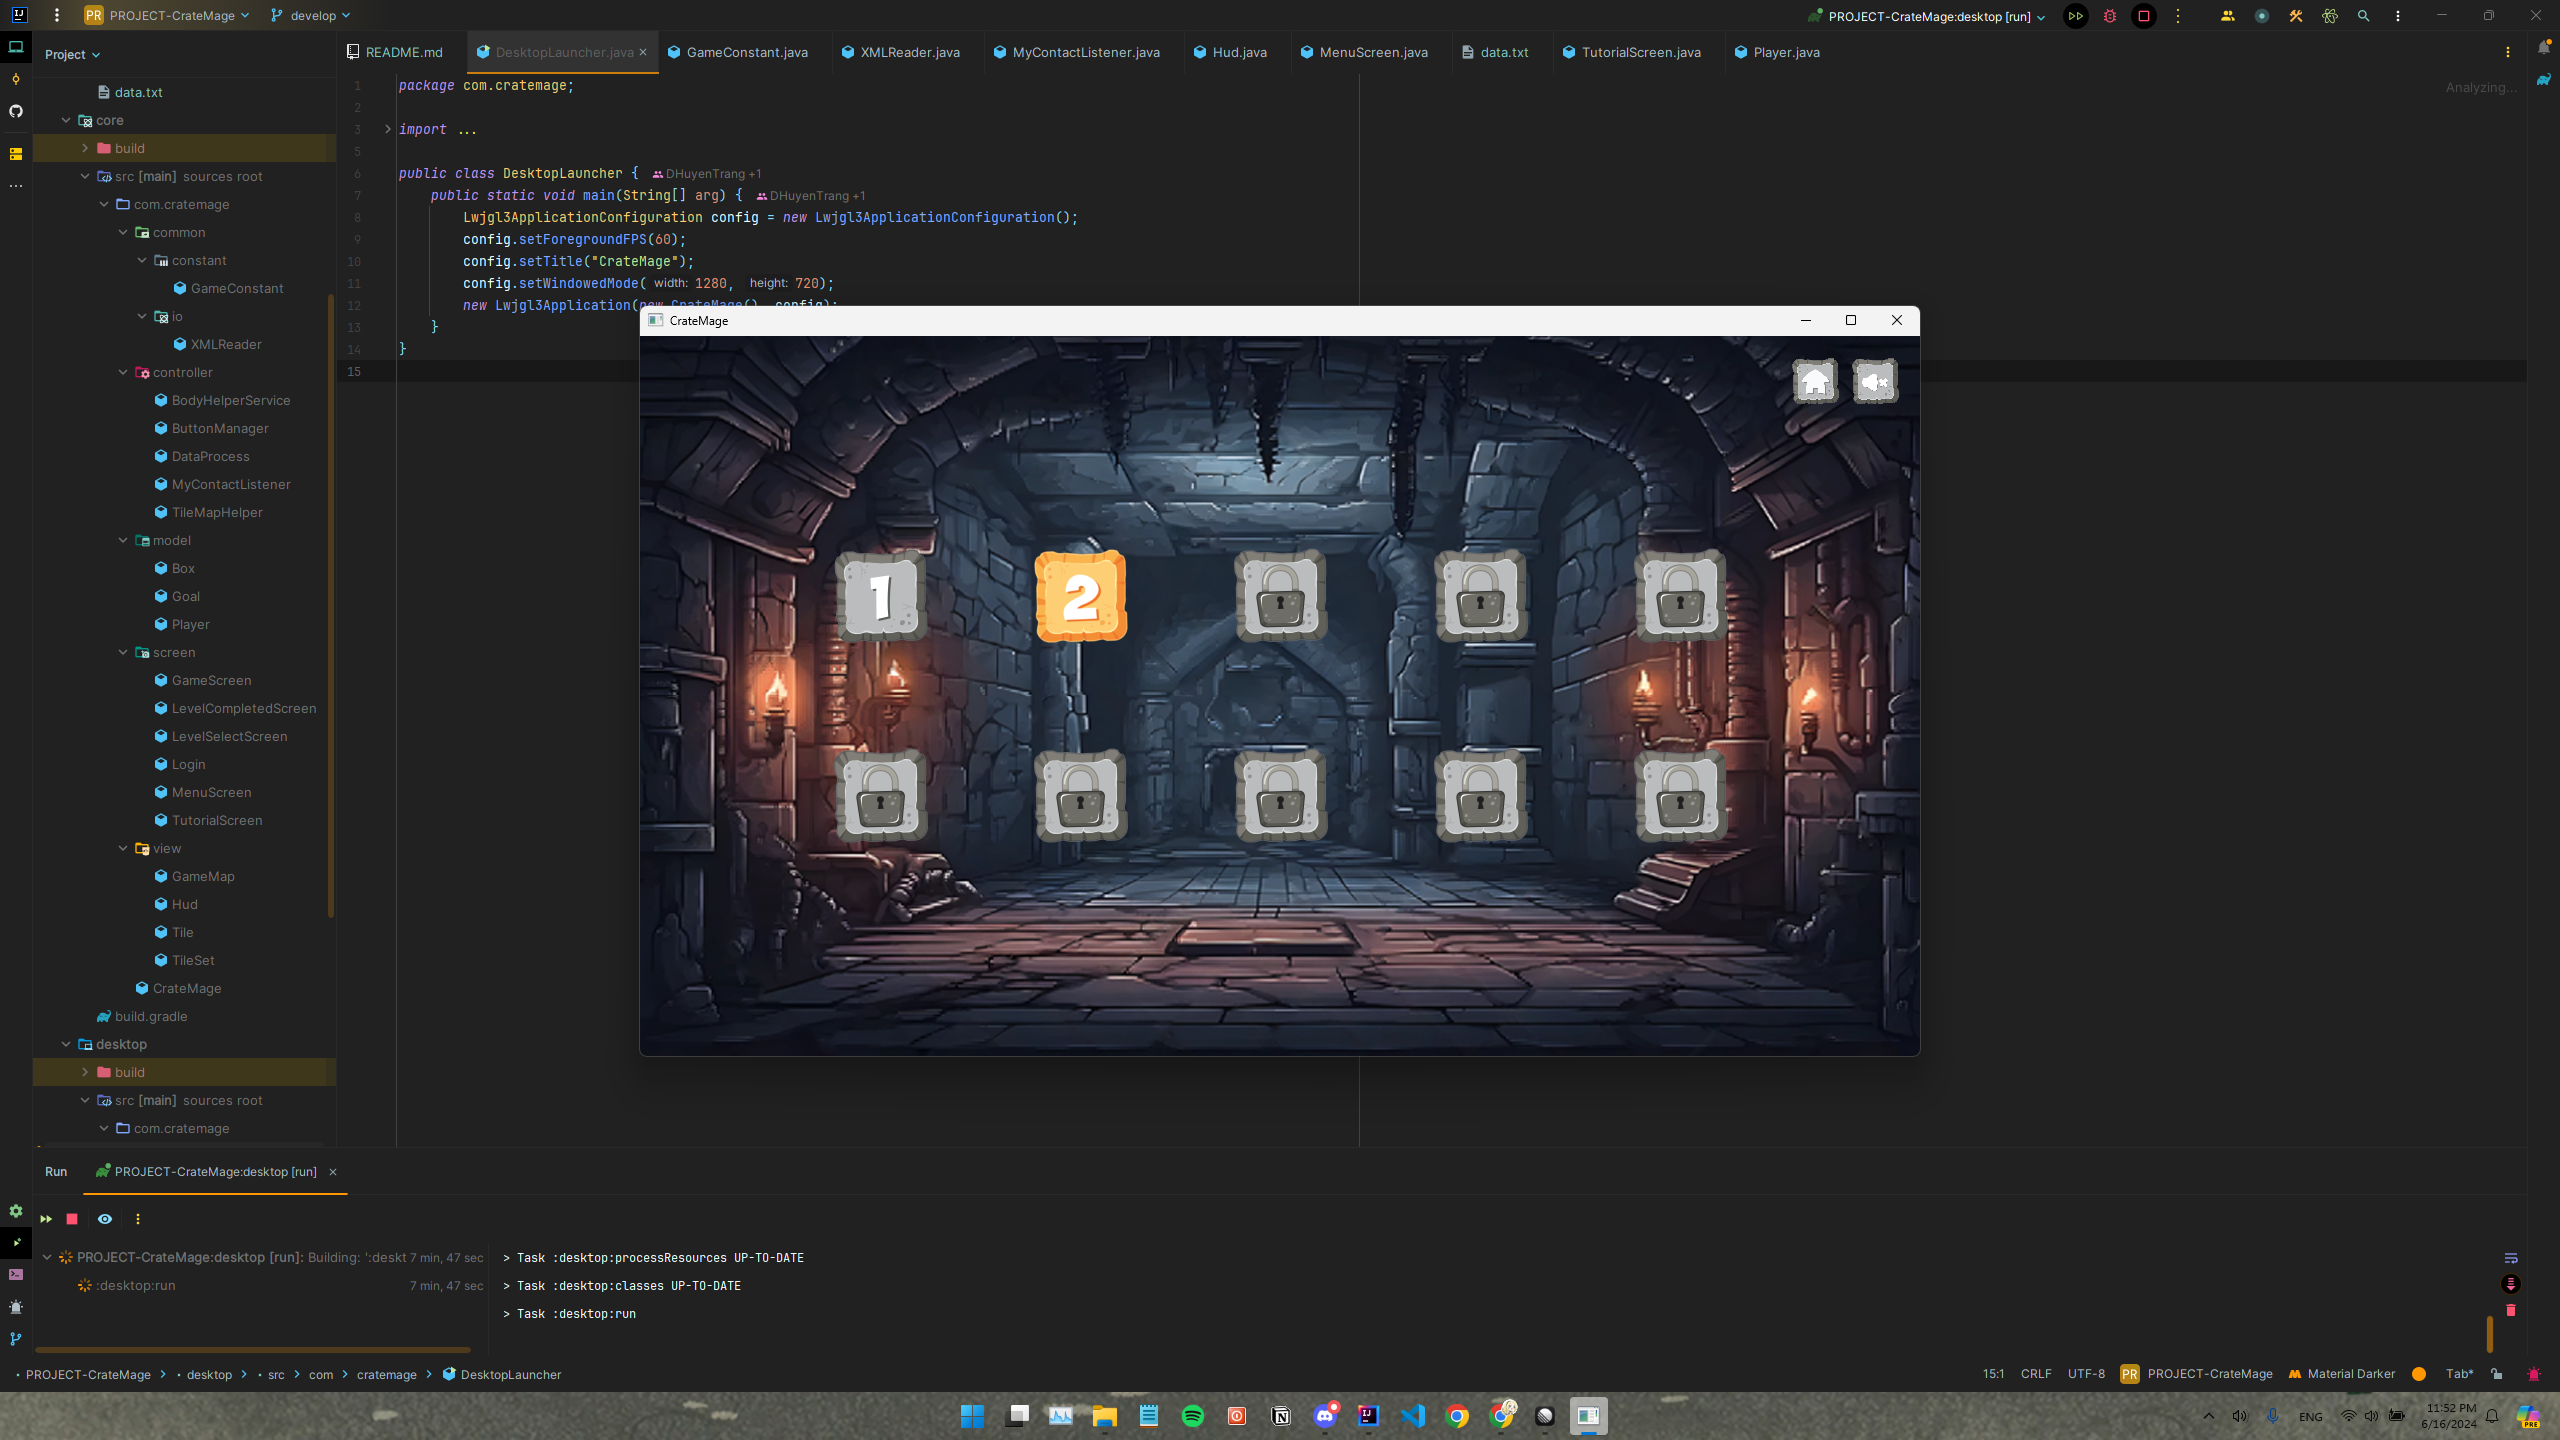 PR PROJECT-CrateMage develop PROJECT-CrateMage:desktop [run]
Project README.md DesktopLauncher.java GameConstant.java XMLReader.java MyContactListener.java Hud.java MenuScreen.java data.txt TutorialScreen.java Player.java
data.txt
core
build
src [main] sources root
com.cratemage
common
constant
GameConstant
io
XMLReader
controller
BodyHelperService
ButtonManager
DataProcess
MyContactListener
TileMapHelper
model
Box
Goal
Player
screen
GameScreen
LevelCompletedScreen
LevelSelectScreen
Login
MenuScreen
TutorialScreen
view
GameMap
Hud
Tile
TileSet
CrateMage
build.gradle
desktop
build
src [main] sources root
com.cratemage
Analyzing...
1 package com.cratemage;
2
3 import ...
5
6 public class DesktopLauncher { DHuyenTrang +1
7 public static void main(String[] arg) { DHuyenTrang +1
8 Lwjgl3ApplicationConfiguration config = new Lwjgl3ApplicationConfiguration();
9 config.setForegroundFPS(60);
10 config.setTitle("CrateMage");
11 config.setWindowedMode( width: 1280, height: 720);
12 new Lwjgl3Application(new CrateMage(), config);
13 }
14 }
15
CrateMage
1 2
Run PROJECT-CrateMage:desktop [run]
PROJECT-CrateMage:desktop [run]: Building: ':deskt 7 min, 47 sec
:desktop:run 7 min, 47 sec
> Task :desktop:processResources UP-TO-DATE
> Task :desktop:classes UP-TO-DATE
> Task :desktop:run
PROJECT-CrateMage desktop src com cratemage DesktopLauncher 15:1 CRLF UTF-8 PR PROJECT-CrateMage Material Darker Tab*
ENG 11:52 PM
6/16/2024